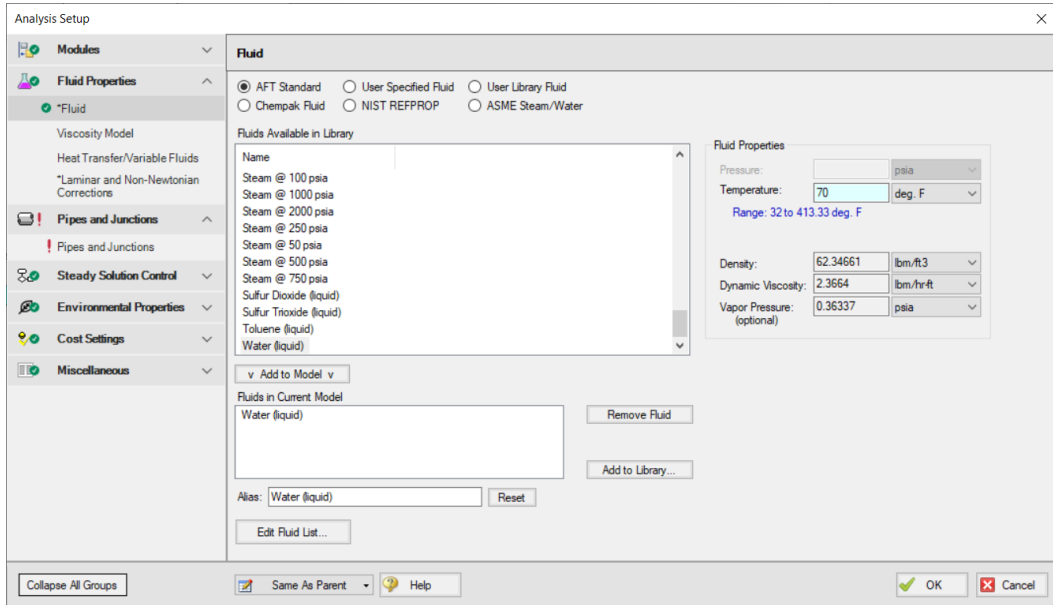 Analysis Setup
Modules
Fluid Properties
*Fluid
Viscosity Model
Heat Transfer/Variable Fluids
*Laminar and Non-Newtonian
Corrections
Pipes and Junctions
Pipes and Junctions
Steady Solution Control
Environmental Properties
Cost Settings
Miscellaneous
Collapse All Groups
Fluid
AFT Standard
User Specified Fluid
User Library Fluid
Chempak Fluid
NIST REFPROP
ASME Steam/Water
Fluids Available in Library
Name
Steam @ 100 psia
Steam @ 1000 psia
Steam @ 2000 psia
Steam @ 250 psia
Steam @ 50 psia
Steam @ 500 psia
Steam @ 750 psia
Sulfur Dioxide (liquid)
Sulfur Trioxide (liquid)
Toluene (liquid)
Water (liquid)
v Add to Model v
Fluids in Current Model
Water (liquid)
Remove Fluid
Add to Library...
Alias: Water (liquid) Reset
Edit Fluid List...
Fluid Properties
Pressure: psia
Temperature: 70 deg. F
Range: 32 to 413.33 deg. F
Density: 62.34661 lbm/ft3
Dynamic Viscosity: 2.3664 lbm/hr-ft
Vapor Pressure: 0.36337 psia
(optional)
Same As Parent
Help
OK
Cancel